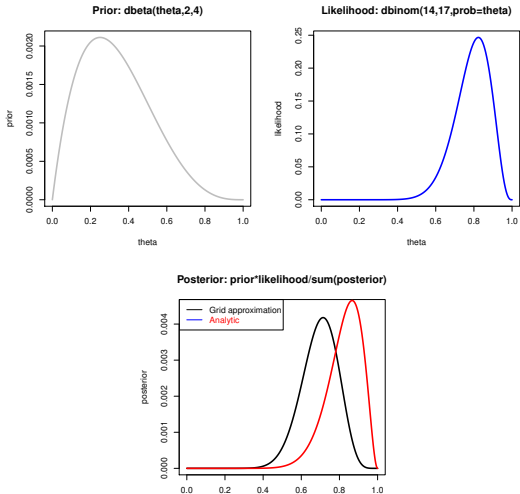 Prior: dbeta(theta,2,4)
prior
0.0000 0.0005 0.0010 0.0015 0.0020
0.0 0.2 0.4 0.6 0.8 1.0
theta
Likelihood: dbinom(14,17,prob=theta)
likelihood
0.00 0.05 0.10 0.15 0.20 0.25
0.0 0.2 0.4 0.6 0.8 1.0
theta
Posterior: prior*likelihood/sum(posterior)
Grid approximation
Analytic
posterior
0.000 0.001 0.002 0.003 0.004
0.0 0.2 0.4 0.6 0.8 1.0